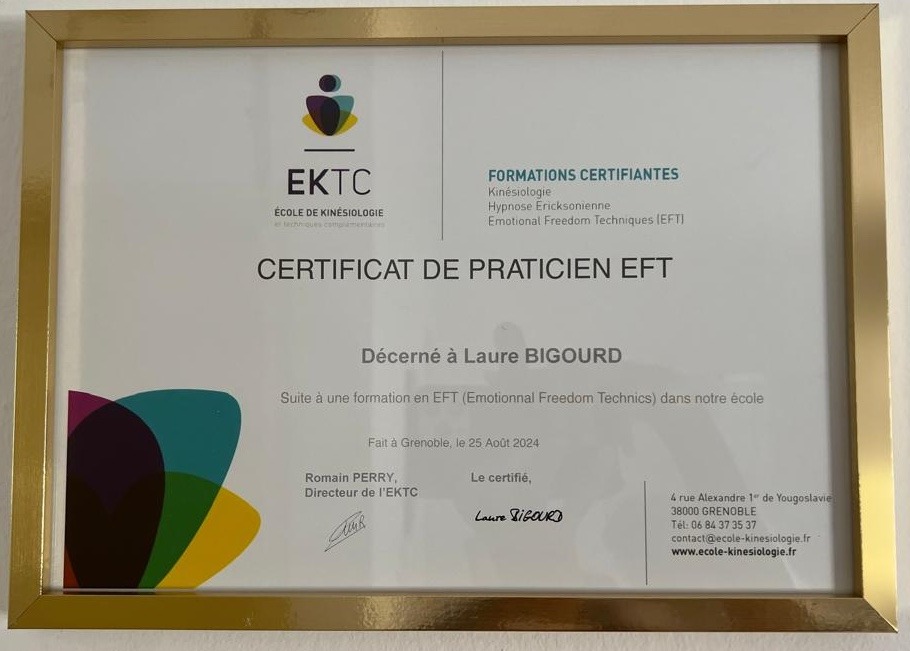 EKTC
ÉCOLE DE KINÉSIOLOGIE
et techniques complémentaires
FORMATIONS CERTIFIANTES
Kinésiologie
Hypnose Ericksonienne
Emotional Freedom Techniques (EFT)
CERTIFICAT DE PRATICIEN EFT
Décerné à Laure BIGOURD
Suite à une formation en EFT (Emotionnal Freedom Technics) dans notre école
Fait à Grenoble, le 25 Août 2024
Romain PERRY,
Directeur de l'EKTC
Le certifié,
Laure BIGOURD
4 rue Alexandre 1er de Yougoslavie
38000 GRENOBLE
Tél: 06 84 37 35 37
contact@ecole-kinesiologie.fr
www.ecole-kinesiologie.fr